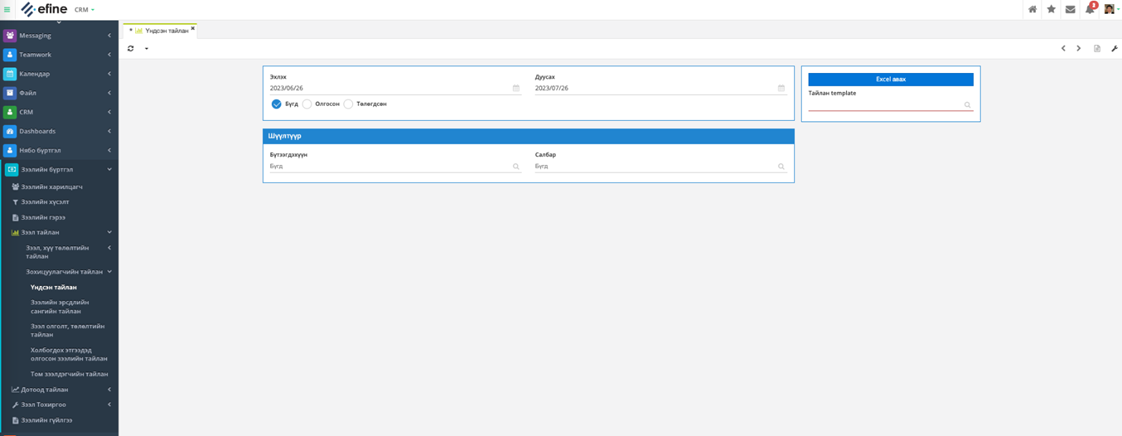 efine CRM
3
Messaging
Teamwork
Календар
Файл
CRM
Dashboards
Нябо бүртгэл
Зээлийн бүртгэл
Зээлийн харилцагч
Зээлийн хүсэлт
Зээлийн гэрээ
Зээл тайлан
Зээл, хүү төлөлтийн
тайлан
Зохицуулагчийн тайлан
Үндсэн тайлан
Зээлийн эрсдлийн
сангийн тайлан
Зээл олголт, төлөлтийн
тайлан
Холбогдох этгээдэд
олгосон зээлийн тайлан
Том зээлдэгчийн тайлан
Дотоод тайлан
Зээл Тохиргоо
Зээлийн гүйлгээ
Үндсэн тайлан
Эхлэх Дуусах
2023/06/26 2023/07/26
Бүгд Олгосон Төлөгдсөн
Шүүлтүүр
Бүтээгдэхүүн Салбар
Бүгд Бүгд
Excel авах
Тайлан template